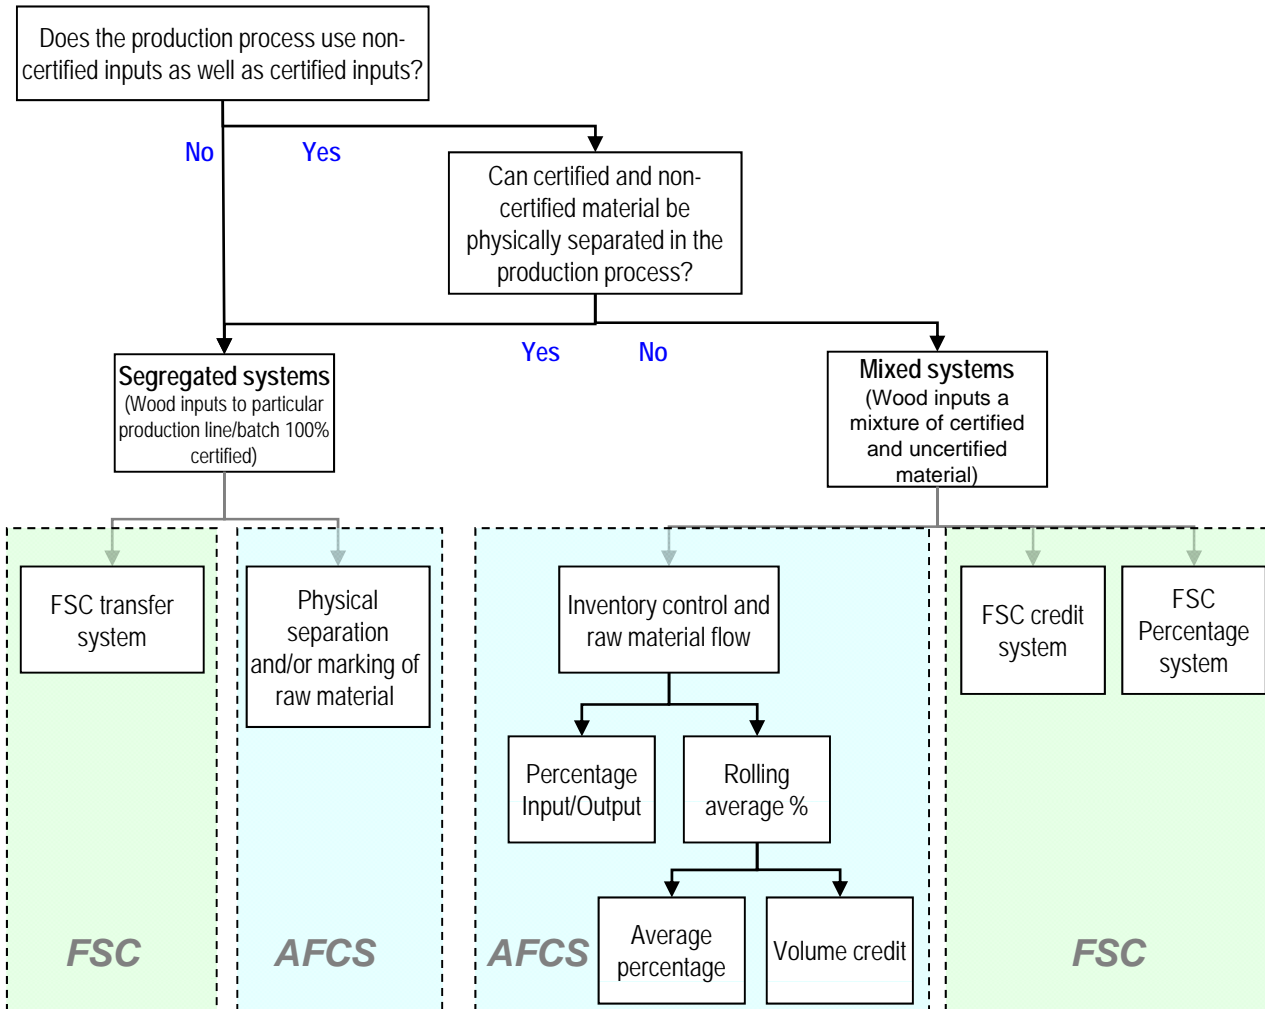 Does the production process use non-
certified inputs as well as certified inputs?
No
Yes
Can certified and non-
certified material be
physically separated in the
production process?
Yes
No
Segregated systems
(Wood inputs to particular
production line/batch 100%
certified)
Mixed systems
(Wood inputs a
mixture of certified
and uncertified
material)
FSC transfer
system
Physical
separation
and/or marking of
raw material
Inventory control and
raw material flow
FSC credit
system
FSC
Percentage
system
Percentage
Input/Output
Rolling
average %
Average
percentage
Volume credit
FSC
AFCS
AFCS
FSC